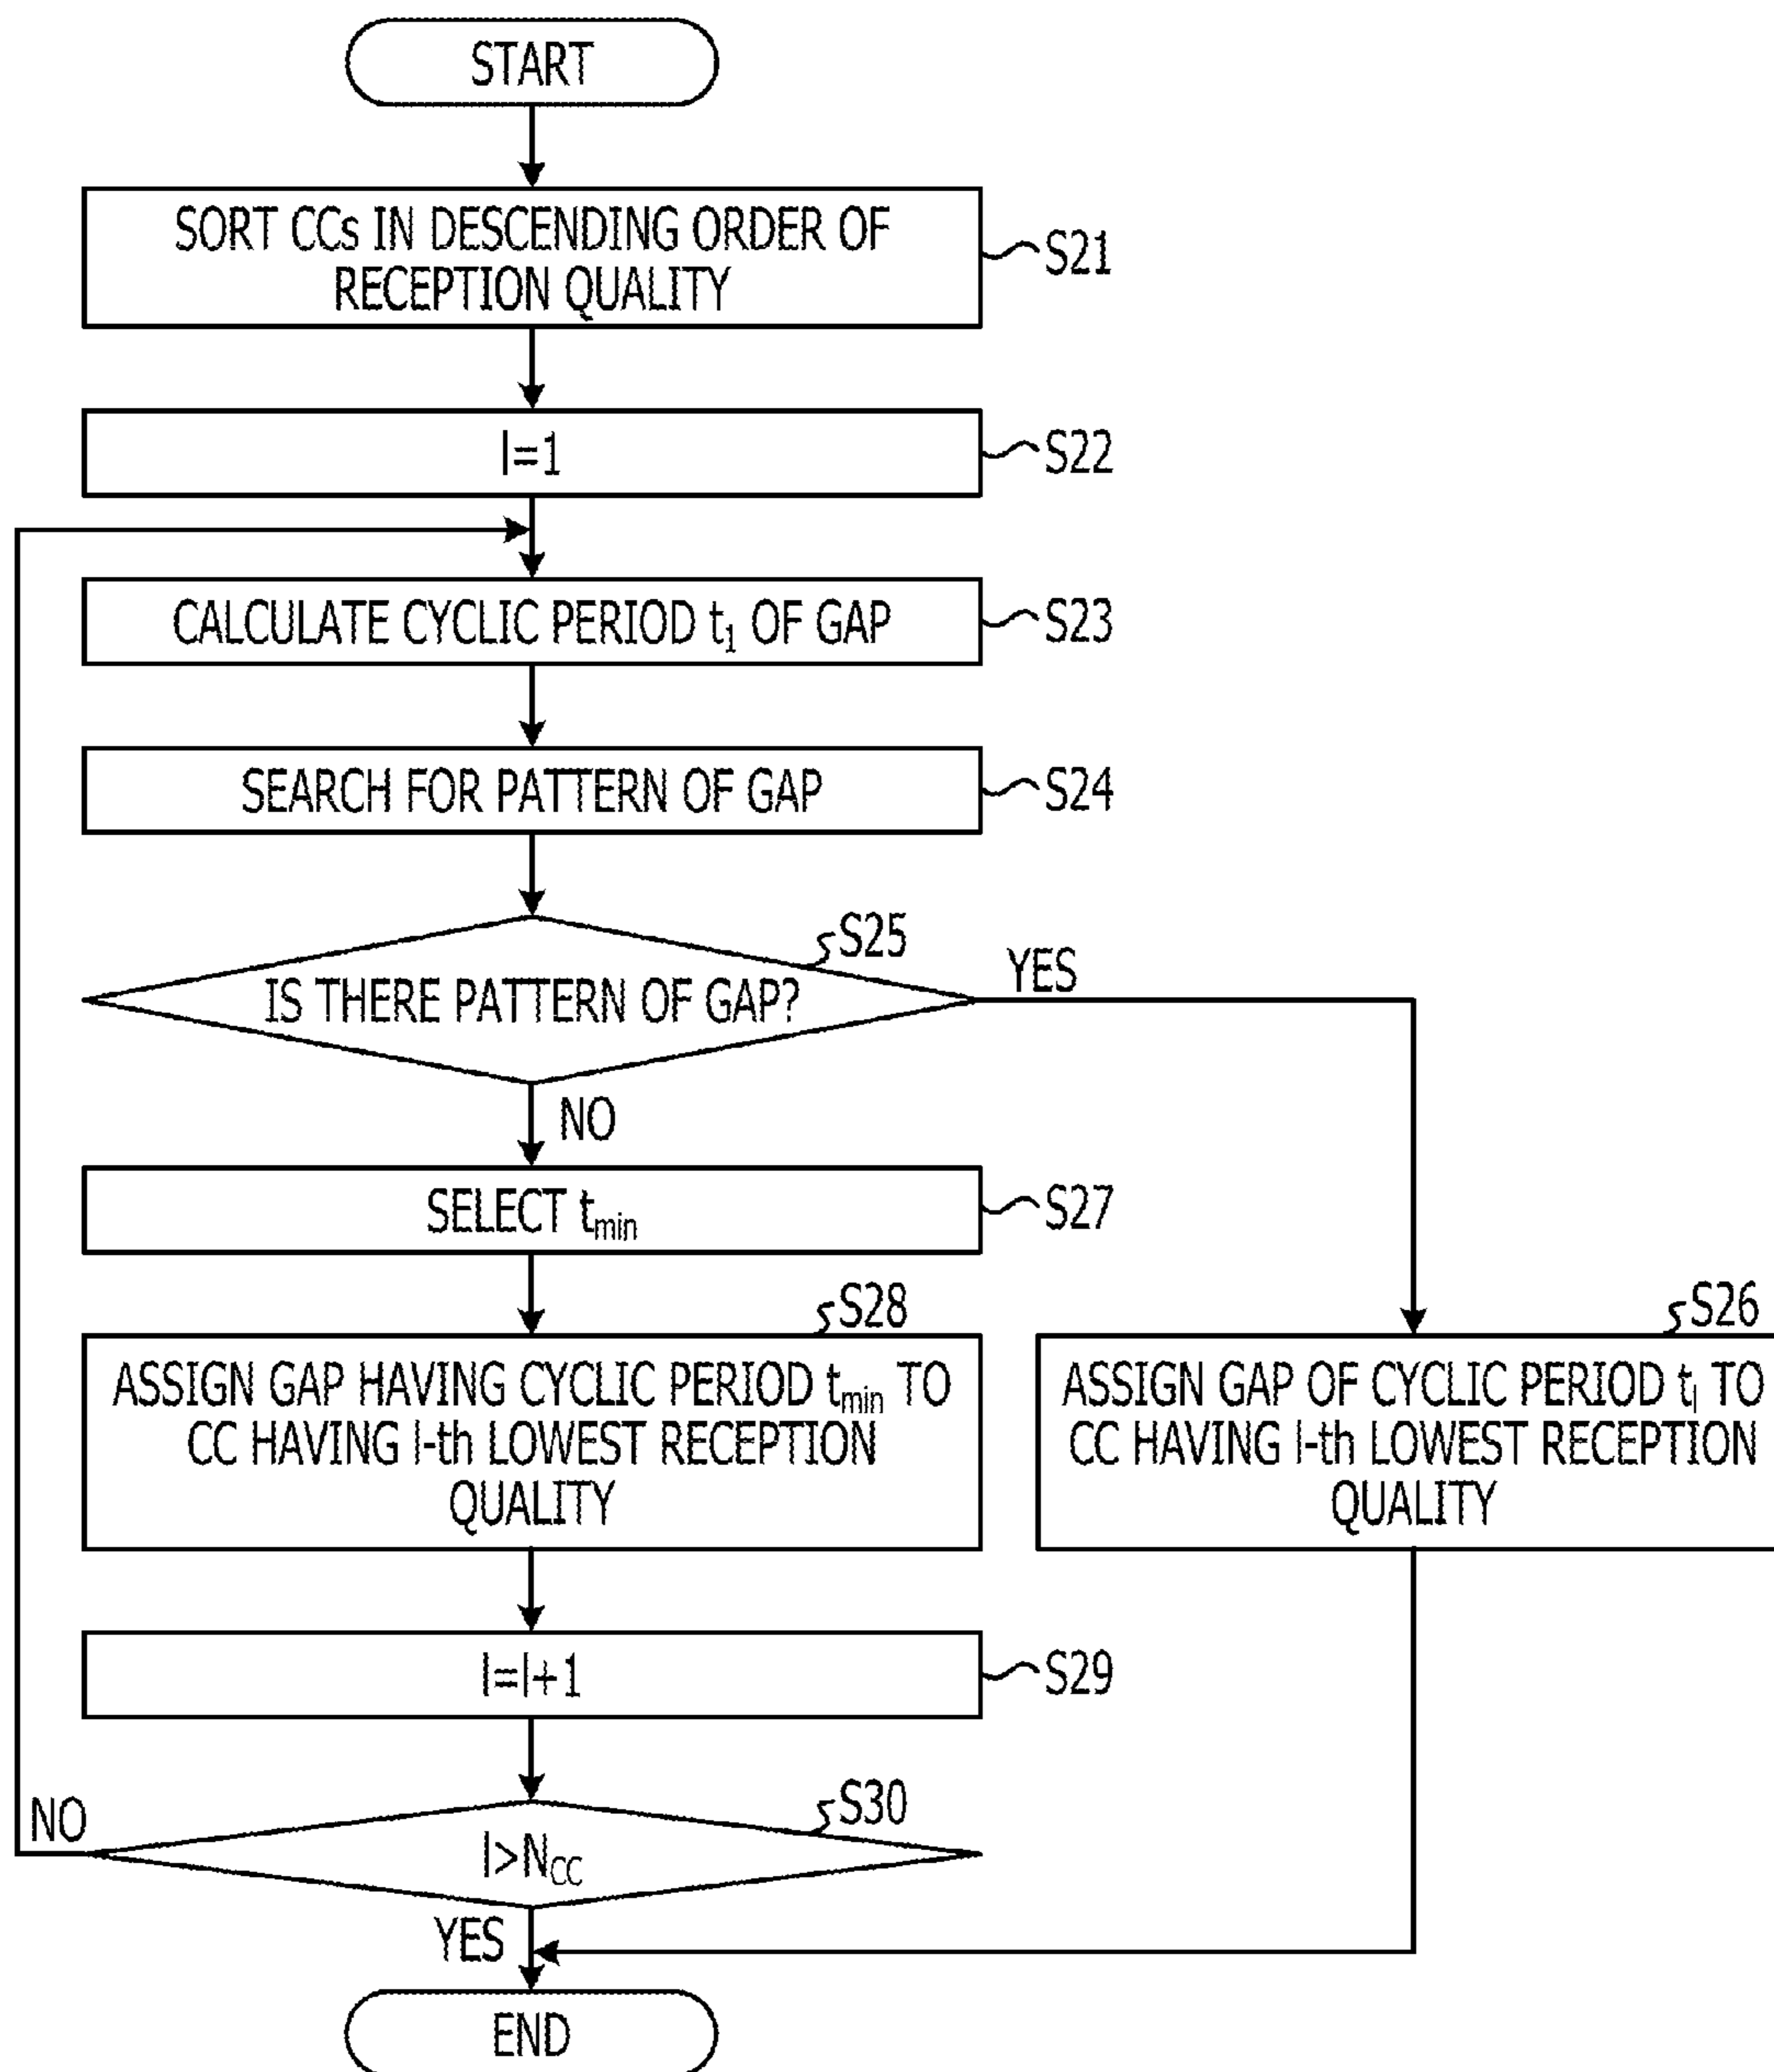 START
SORT CCs IN DESCENDING ORDER OF
RECEPTION QUALITY
S21
l=1
S22
CALCULATE CYCLIC PERIOD t₁ OF GAP
S23
SEARCH FOR PATTERN OF GAP
S24
S25
IS THERE PATTERN OF GAP?
YES
NO
SELECT tmin
S27
S28
ASSIGN GAP HAVING CYCLIC PERIOD tmin TO
CC HAVING l-th LOWEST RECEPTION
QUALITY
S26
ASSIGN GAP OF CYCLIC PERIOD tl TO
CC HAVING l-th LOWEST RECEPTION
QUALITY
l=l+1
S29
S30
NO
l>NCC
YES
END